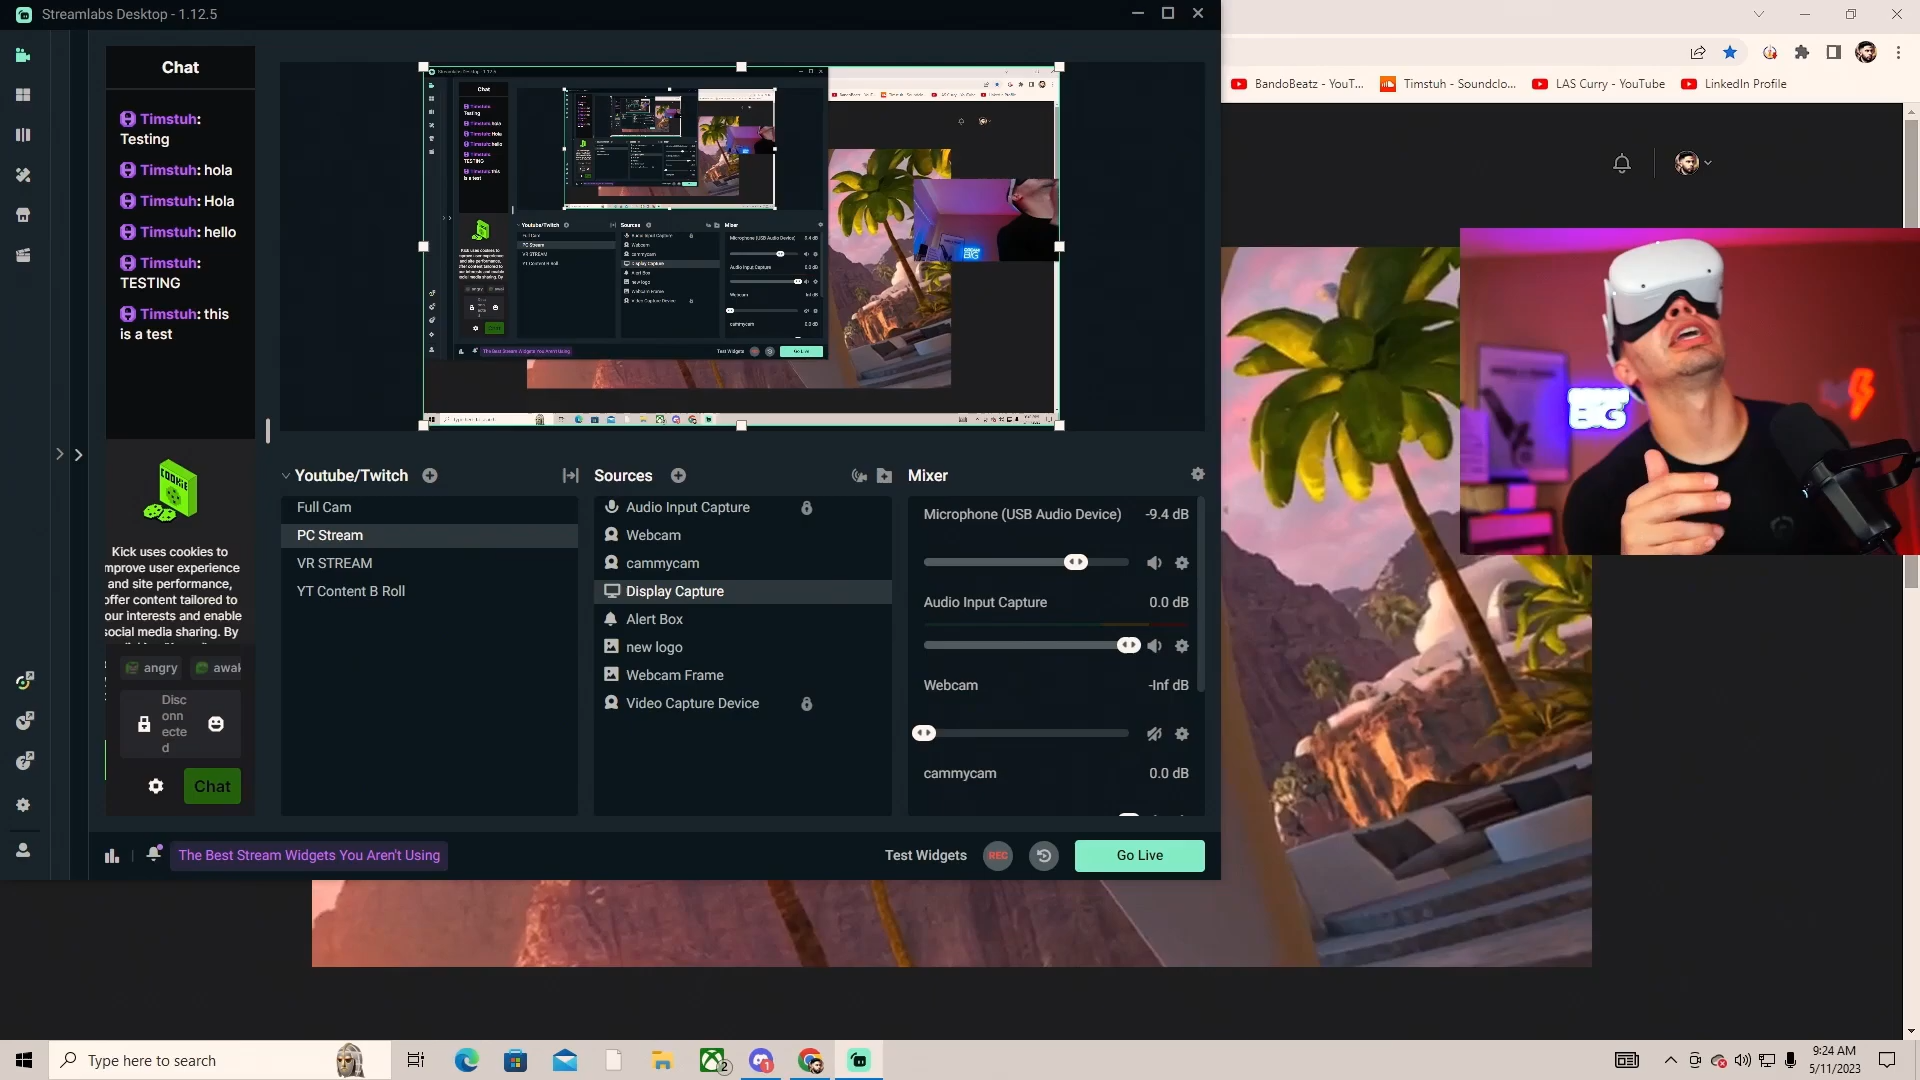 Streamlabs Desktop - 1.12.5
BandoBeatz - YouT...
Timstuh - Soundclo...
LAS Curry - YouTube
LinkedIn Profile
Chat
Timstuh:
Testing
Timstuh: hola
Timstuh: Hola
Timstuh: hello
Timstuh:
TESTING
Timstuh: this
is a test
COOKiE
Kick uses cookies to
mprove user experience
and site performance,
offer content tailored to
our interests and enable
social media sharing. By
angry
awak
Disc
onn
ecte
d
Chat
Youtube/Twitch
Full Cam
PC Stream
VR STREAM
YT Content B Roll
Sources
Audio Input Capture
Webcam
cammycam
Display Capture
Alert Box
new logo
Webcam Frame
Video Capture Device
Mixer
Microphone (USB Audio Device) -9.4 dB
Audio Input Capture 0.0 dB
Webcam -Inf dB
cammycam 0.0 dB
The Best Stream Widgets You Aren't Using
Test Widgets
REC
Go Live
BIG
Type here to search
2
1
9:24 AM
5/11/2023